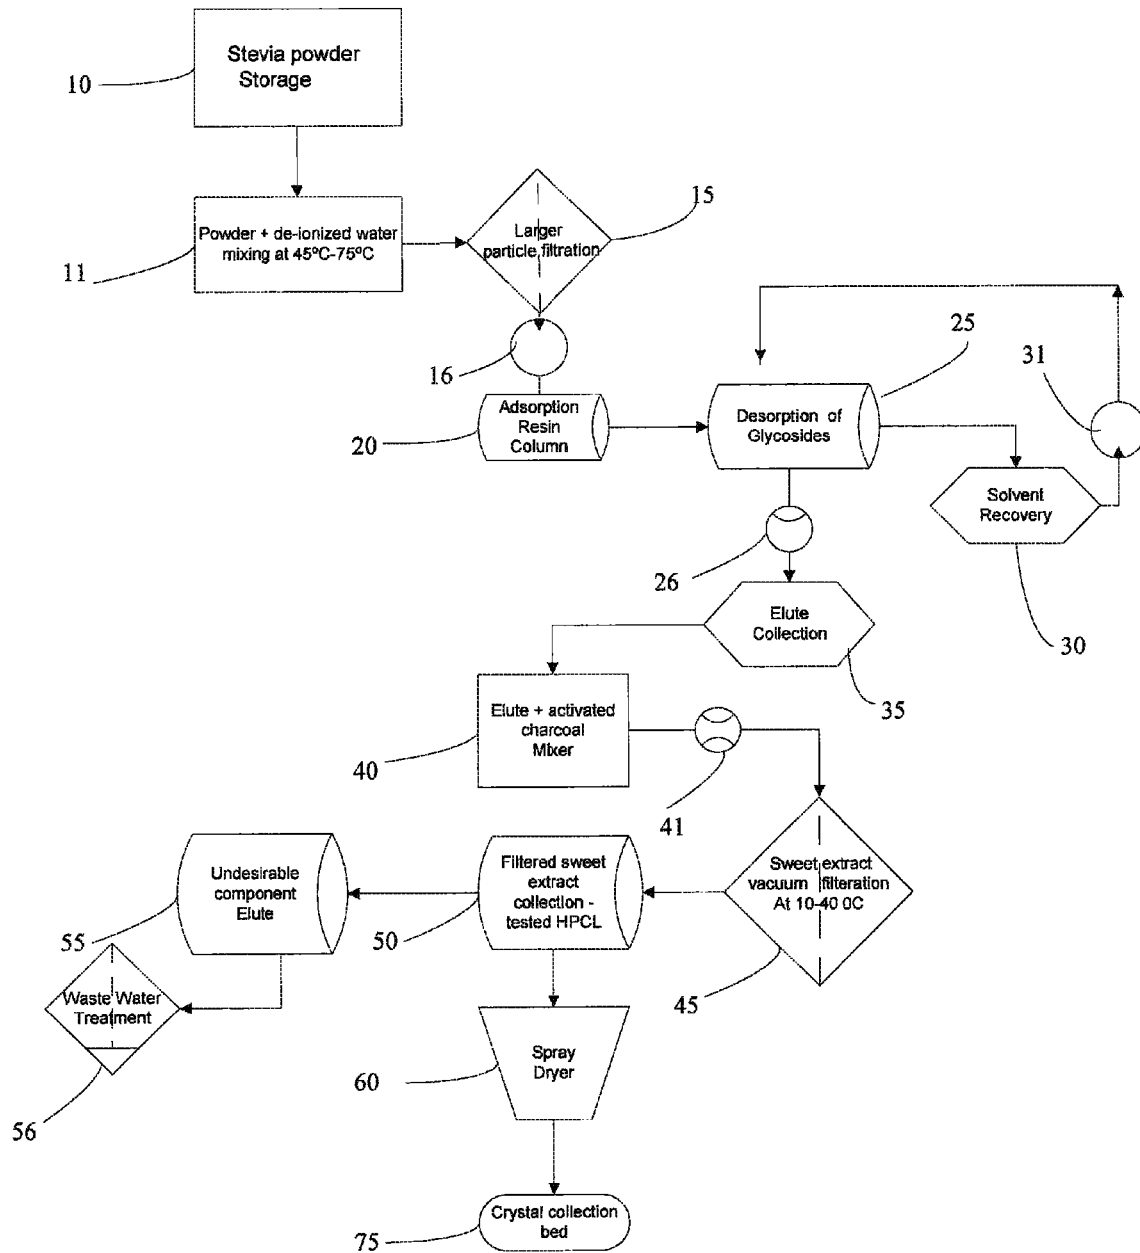 Stevia powder
Storage
10
Powder + de-ionized water
mixing at 45ºC-75ºC
11
Larger
particle filtration
15
16
Adsorption
Resin
Column
20
Desorption of
Glycosides
25
31
Solvent
Recovery
30
26
Elute
Collection
35
Elute + activated
charcoal
Mixer
40
41
Sweet extract
vacuum filteration
At 10-40 0C
45
Filtered sweet
extract
collection -
tested HPCL
50
Undesirable
component
Elute
55
Waste Water
Treatment
56
Spray
Dryer
60
Crystal collection
bed
75